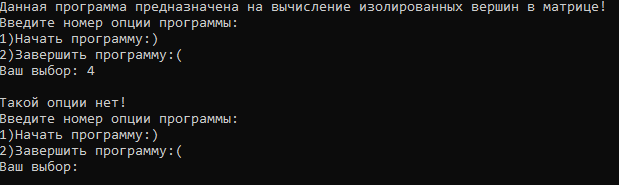 Данная программа предназначена на вычисление изолированных вершин в матрице!
Введите номер опции программы:
1)Начать программу:)
2)Завершить программу:(
Ваш выбор: 4
Такой опции нет!
Введите номер опции программы:
1)Начать программу:)
2)Завершить программу:(
Ваш выбор: